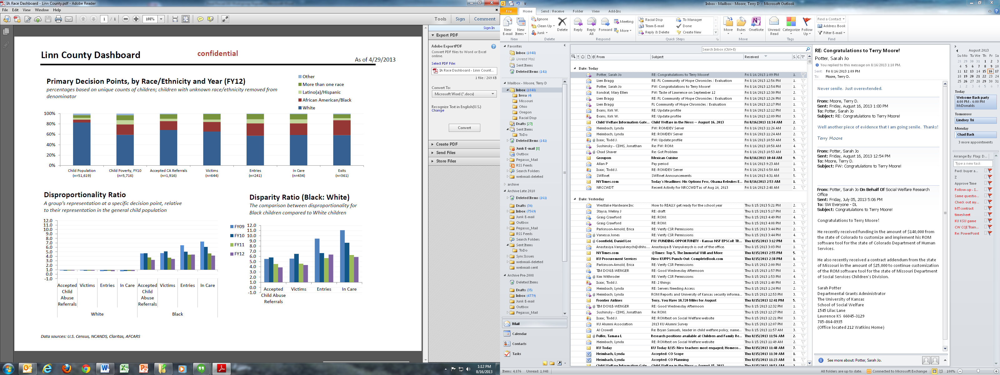 IA Race Dashboard - Linn County.pdf - Adobe Reader
File Edit View Window Help
1 / 1
108%
Tools Sign Comment
Sign In
Export PDF
Adobe ExportPDF
Convert PDF files to Word or Excel
online.
Select PDF File:
IA Race Dashboard - Linn Count...
1 file / 269 KB
Convert To:
Microsoft Word (*.docx)
Recognize Text in English(U.S.)
Change
Convert
Create PDF
Send Files
Store Files
Linn County Dashboard
confidential
As of 4/29/2013
Primary Decision Points, by Race/Ethnicity and Year (FY12)
percentages based on unique counts of children; children with unknown race/ethnicity removed from
denominator
Other
More than one race
Latino(a)/Hispanic
African American/Black
White
100%
80%
60%
40%
20%
0%
Child Population Child Poverty, FY10 Accepted CA Referrals Victims Entries In Care Exits
(n=51,619) (n=5,716) (n=1,916) (n=644) (n=241) (n=434) (n=361)
Disproportionality Ratio
A group's representation at a specific decision point, relative
to their representation in the general child population
12.0
11.0
10.0
9.0
8.0
7.0
6.0
5.0
4.0
3.0
2.0
1.0
0.0
-1.0
Accepted Child Abuse Referrals Victims Entries In Care Accepted Child Abuse Referrals Victims Entries In Care
White Black
FY09
FY10
FY11
FY12
Disparity Ratio (Black: White)
The comparison between disproportionality for
Black children compared to White children
12.0
11.0
10.0
9.0
8.0
7.0
6.0
5.0
4.0
3.0
2.0
1.0
0.0
-1.0
Accepted Child Abuse Referrals Victims Entries In Care
Data sources: U.S. Census, NCANDS, Claritas, AFCARS
1:12 PM
8/16/2013
Inbox - Mailbox - Moore, Terry D - Microsoft Outlook
File Home Send / Receive Folder View Add-Ins
New E-mail New Items
New
Ignore
Clean Up
Junk
Delete
Delete
Reply Reply All Forward
Meeting
More
Respond
Racial Disp To Manager
Team E-mail Done
Reply & Delete Create New
Quick Steps
Move Rules OneNote
Move
Unread/ Read Categorize Follow Up
Tags
Find a Contact
Address Book
Filter E-mail
Find
Favorites
Inbox (1048)
Unread Mail
Sent Items
Deleted Items (141)
Mailbox - Moore, Terry D
Inbox (1048)
Iowa (4)
Missouri
Ohio
Oregon
Racial Disp
Drafts [27]
Sent Items
ToDo
Deleted Items (141)
Junk E-mail [8]
Outbox
Pegasus_Mail
RSS Feeds
Search Folders
webmail-deleted
archive
Archive Late 2010
Deleted Items (161)
Drafts (36)
Inbox (7569)
Junk E-mail
Outbox
Pegasus_Mail
RSS Feeds
Search Folders
Sent Items
ToDo
Sync Issues
webmail-deleted
webmail-sent
Archive Pre-2008
Deleted Items
Drafts (35)
Inbox (4779)
Junk E-mail
Outbox
Pegasus_Mail
Mail
Calendar
Contacts
Tasks
Search Inbox (Ctrl+E)
From Subject Received S. C.
Date: Today
Potter, Sarah Jo RE: Congratulations to Terry Moore! Fri 8/16/2013 1:09 PM 1.
Lien Bragg RE: FL Community of Hope Chronicles / Evaluation Fri 8/16/2013 12:56 PM 1.
Potter, Sarah Jo FW: Congratulations to Terry Moore! Fri 8/16/2013 12:54 PM 1.
Kondrat, Mary Ellen FW: Taste of Lawrence on September 12 Fri 8/16/2013 12:30 PM 2.
Lien Bragg RE: FL Community of Hope Chronicles / Evaluation Fri 8/16/2013 12:26 PM 1.
Lien Bragg FL Community of Hope Chronicles / Evaluation Fri 8/16/2013 12:17 PM 1.
Evans, Kirk W. RE: Update profile Fri 8/16/2013 12:12 PM 1.
Evans, Kirk W. RE: Update profile Fri 8/16/2013 12:09 PM 3.
Child Welfare Information Gate... Child Welfare in the News -- August 16, 2013 Fri 8/16/2013 11:34 AM 2.
Heimbach, Lynda FW: ROMDEV Server Fri 8/16/2013 11:26 AM 2.
Heimbach, Lynda RE: ROMDEV Server Fri 8/16/2013 11:24 AM 2.
Isaac, Todd J. FW: Update profile Fri 8/16/2013 10:59 AM 5.
Sushinsky - CDHS, Jonathan Re: FW: ROM: Fri 8/16/2013 10:58 AM 4.
Chad Shaver Re: Got Problem Fri 8/16/2013 10:53 AM 3.
Groupon Mexican Cuisine Fri 8/16/2013 10:44 AM 9.
Allan P Pay period Fri 8/16/2013 9:23 AM 1.
Isaac, Todd J. RE: ROMDEV Server Fri 8/16/2013 6:50 AM 3.
SWRnet SWRnet Announcements Fri 8/16/2013 4:31 AM 5.
NYTimes.com Today's Headlines: His Options Few, Obama Rebukes E... Fri 8/16/2013 2:53 AM 1.
NRCCWDT Recent Activity for NRCCWDT as of Aug 16, 2013 Fri 8/16/2013 2:48 AM 2.
Date: Yesterday
Westlake Hardware Inc How to REALLY get ready for the school year Thu 8/15/2013 5:21 PM 2.
Staysa, Meliny J RE: draft Thu 8/15/2013 5:17 PM 2.
Graig Crawford RE: ROM: Thu 8/15/2013 4:49 PM 4.
Graig Crawford RE: ROM: Thu 8/15/2013 4:08 PM 3.
Parkinson-Arnold, Erica RE: Verify CSR Permissions Thu 8/15/2013 3:44 PM 2.
Vanessa Jones RE: Verify CSR Permissions Thu 8/15/2013 3:44 PM 4.
Coonfield, Daniel Lee FW: FUNDING OPPORTUNITY - Kansas NSF EPSCoR TR... Thu 8/15/2013 3:12 PM 1.
Anastasiya.Vanyukevych@dhhs.... Anastasiya B Vanyukevych is out of the office. Thu 8/15/2013 3:03 PM 1.
NYTimes.com @Times: Top 5, The Immortal Will and More Thu 8/15/2013 2:55 PM 5.
KU Procurement Services New KUPPS Punch-Out: CompleteBook.com Thu 8/15/2013 2:38 PM 1.
Parkinson-Arnold, Erica RE: Verify CSR Permissions Thu 8/15/2013 2:00 PM 2.
TIM DOYLE-WENGER RE: Good Wednesday Afternoon Thu 8/15/2013 1:57 PM 1.
Kim Withroder RE: Verify CSR Permissions Thu 8/15/2013 1:53 PM 4.
Isaac, Todd J. RE: 2 things Thu 8/15/2013 1:40 PM 2.
Heimbach, Lynda RE: Servers Needing Access Thu 8/15/2013 1:24 PM 2.
Heimbach, Lynda ROM Reports and University of Kansas security informa... Thu 8/15/2013 12:53 PM 3.
Frontier Airlines Terry, You Have 10,720 Miles for August Thu 8/15/2013 12:41 PM 5.
TIM DOYLE-WENGER RE: Good Wednesday Afternoon Thu 8/15/2013 12:32 PM 1.
Sushinsky - CDHS, Jonathan Re: ROM: Thu 8/15/2013 12:27 PM 2.
Isaac, Todd J. RE: ROMtest on Social Welfare website Thu 8/15/2013 12:21 PM 3.
KU Alumni Association 2013 KU Alumni Survey Thu 8/15/2013 12:07 PM 2.
Al Crowell Re: Bryan Samuels, leader in child welfare policy, name... Thu 8/15/2013 11:57 AM 3.
Fuller, Tamara L Research positions available at Children and Family Re... Thu 8/15/2013 11:56 AM 2.
Heimbach, Lynda RE: ROMtest on Social Welfare website Thu 8/15/2013 11:49 AM 2.
KU Today KU Today 8/15: New teachers most engaged; Homeco... Thu 8/15/2013 11:48 AM 7.
Heimbach, Lynda Accepted: CO Scope Thu 8/15/2013 11:30 AM 1.
Heimbach, Lynda Accepted: CO Planning Thu 8/15/2013 11:23 AM 1.
Child Welfare Information Gate... Child Welfare in the News -- August 15, 2013 Thu 8/15/2013 10:51 AM 2.
RE: Congratulations to Terry Moore!
Potter, Sarah Jo
You replied to this message on 8/16/2013 1:10 PM.
Sent: Fri 8/16/2013 1:09 PM
To: Moore, Terry D.
Never senile. Just overextended.
From: Moore, Terry D.
Sent: Friday, August 16, 2013 1:00 PM
To: Potter, Sarah Jo
Subject: RE: Congratulations to Terry Moore!
Well another piece of evidence that I am going senile. Thanks!
Terry Moore
From: Potter, Sarah Jo
Sent: Friday, August 16, 2013 12:54 PM
To: Moore, Terry D.
Subject: FW: Congratulations to Terry Moore!
From: Potter, Sarah Jo On Behalf Of Social Welfare Research
Office
Sent: Friday, July 05, 2013 5:06 PM
To: SW Everyone - DL
Subject: Congratulations to Terry Moore!
Congratulations to Terry Moore!
He recently received funding in the amount of $140,000 from
the state of Colorado to customize and implement his ROM
software tool for the state of Colorado Department of Human
Services.
He also recently received a contract addendum from the state
of Missouri in the amount of $25,000 to continue customization
of the ROM software tool for the state of Missouri Department
of Social Services Children's Division.
Sarah Potter
Departmental Grants Administrator
The University of Kansas
School of Social Welfare
1545 Lilac Lane
Lawrence KS 66045-3129
785-864-8935
(Office located 212 Watkins Home)
See more about: Potter, Sarah Jo.
August 2013
Su Mo Tu We Th Fr Sa
28 29 30 31 1 2 3
4 5 6 7 8 9 10
11 12 13 14 15 16 17
18 19 20 21 22 23 24
25 26 27 28 29 30 31
1 2 3 4 5 6 7
Today
Welcome Back party
4:00 PM - 6:00 PM
McDonalds
Tomorrow
Lindsey Tri
Monday
Chad Back
3 more appointments
Arrange By: Flag: D...
Type a new task
Fwd: buyer a...
Z
Approve Time
Follow-up - I...
Same questio...
Check out my...
MT contract
timesheet
KU KSU game
CW CQI Train...
Re: PowerPoint
Items: 4,876 Unread: 1,048
All folders are up to date. Connected to Microsoft Exchange 100%